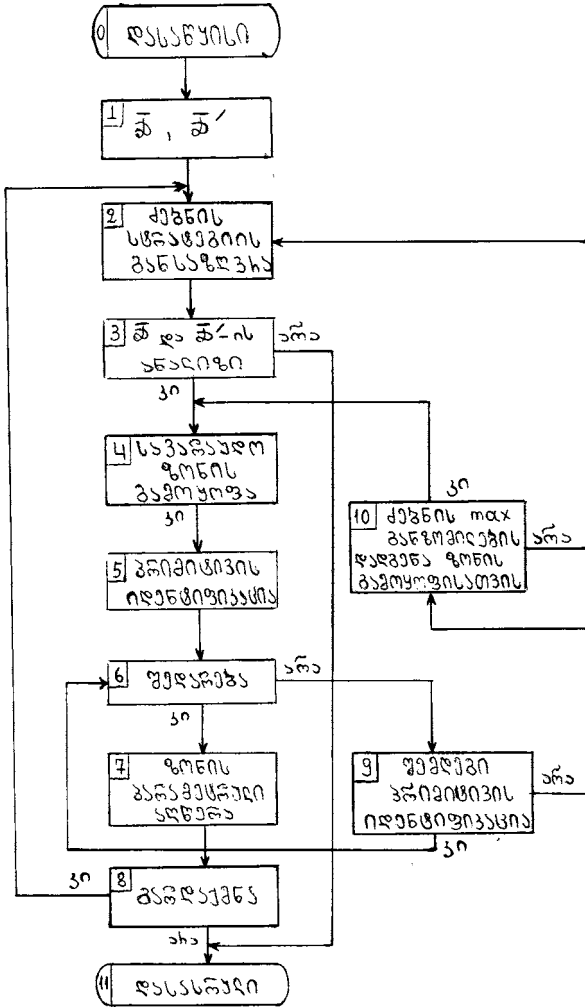 0 დასაწყისი
1 Φ̄ , Φ̄′
2 ძებნის
სტრატეგიის
განსაზღვრა
3 Φ̄ და Φ̄′-ის
ანალიზი
არა
კი
4 სავარაუდო
ზონის
გამოყოფა
კი
კი
10 ძებნის max
განზომილების
დადგენა ზონის
გამოყოფისათვის
არა
5 პრიმიტივის
იდენტიფიკაცია
6 შედარება
არა
კი
7 ზონის
პარამეტრული
აღწერა
9 შემდეგი
პრიმიტივის
იდენტიფიკაცია
არა
კი
კი
8 გარდაქმნა
არა
11 დასასრული